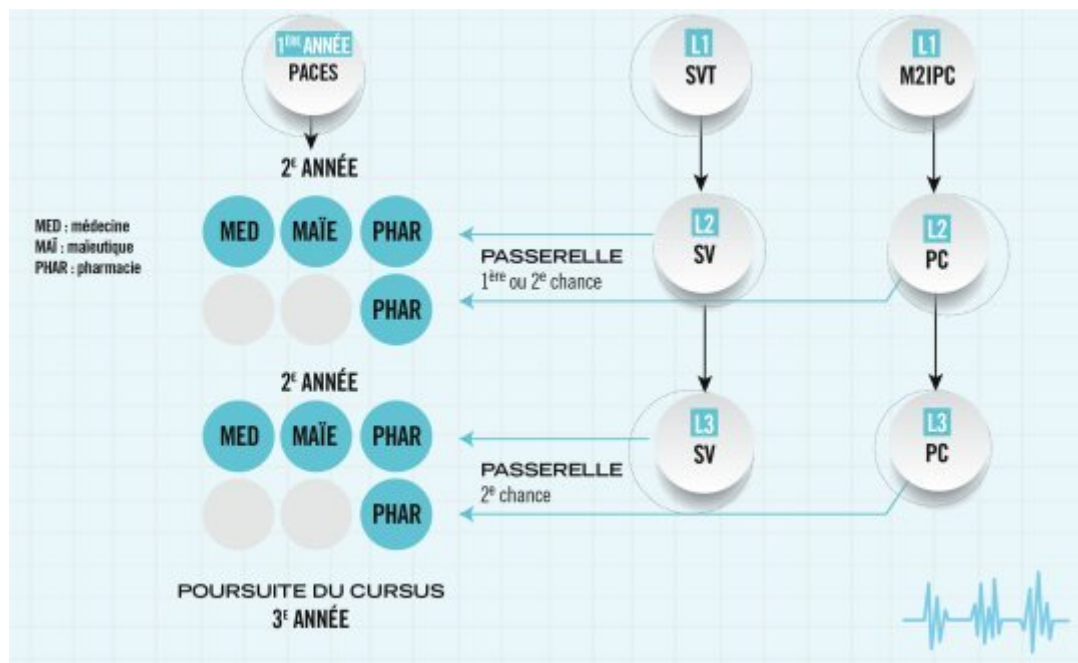 1ÈRE ANNÉE
PACES
L1
SVT
L1
M2IPC
2E ANNÉE
MED : médecine
MAÏ : maïeutique
PHAR : pharmacie
MED MAÏE PHAR
PHAR
PASSERELLE
1ère ou 2e chance
L2
SV
L2
PC
2E ANNÉE
MED MAÏE PHAR
PHAR
PASSERELLE
2e chance
L3
SV
L3
PC
POURSUITE DU CURSUS
3E ANNÉE